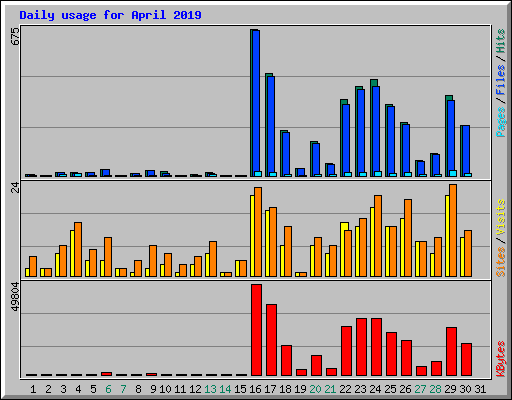 Daily usage for April 2019
675
Pages / Files / Hits
24
Sites / Visits
49804
KBytes
1 2 3 4 5 6 7 8 9 10 11 12 13 14 15 16 17 18 19 20 21 22 23 24 25 26 27 28 29 30 31